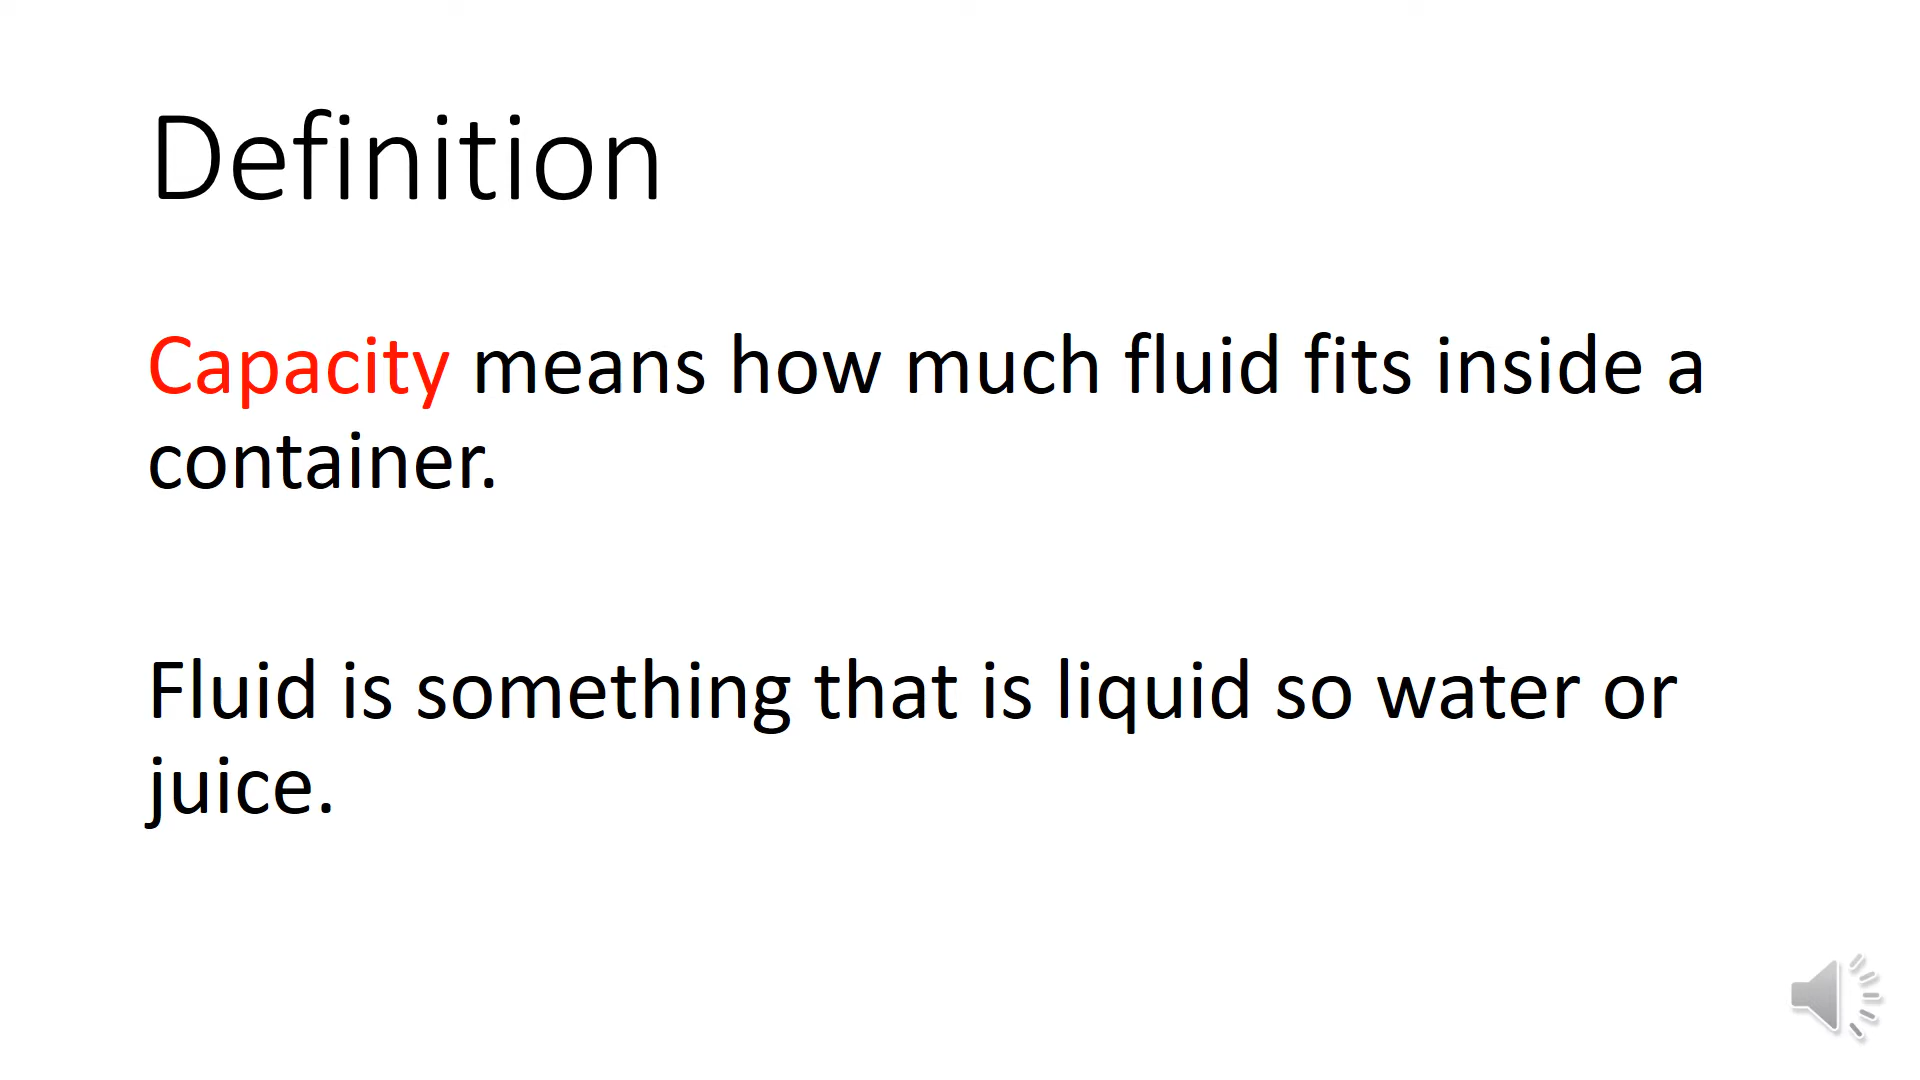 Definition
Capacity means how much fluid fits inside a
container.
Fluid is something that is liquid so water or
juice.